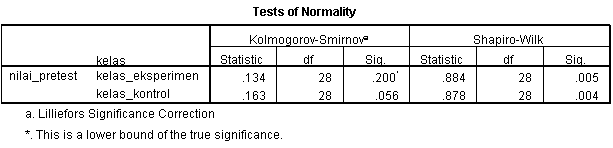 Tests of Normality
Kolmogorov-Smirnovᵃ Shapiro-Wilk
kelas Statistic df Sig. Statistic df Sig.
nilai_pretest kelas_eksperimen .134 28 .200* .884 28 .005
kelas_kontrol .163 28 .056 .878 28 .004
a. Lilliefors Significance Correction
*. This is a lower bound of the true significance.